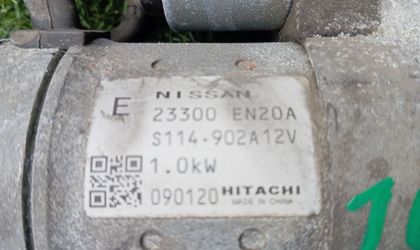 NISSAN
E 23300 EN20A
S114-902A12V
1.0kW
090120 HITACHI
MADE IN CHINA